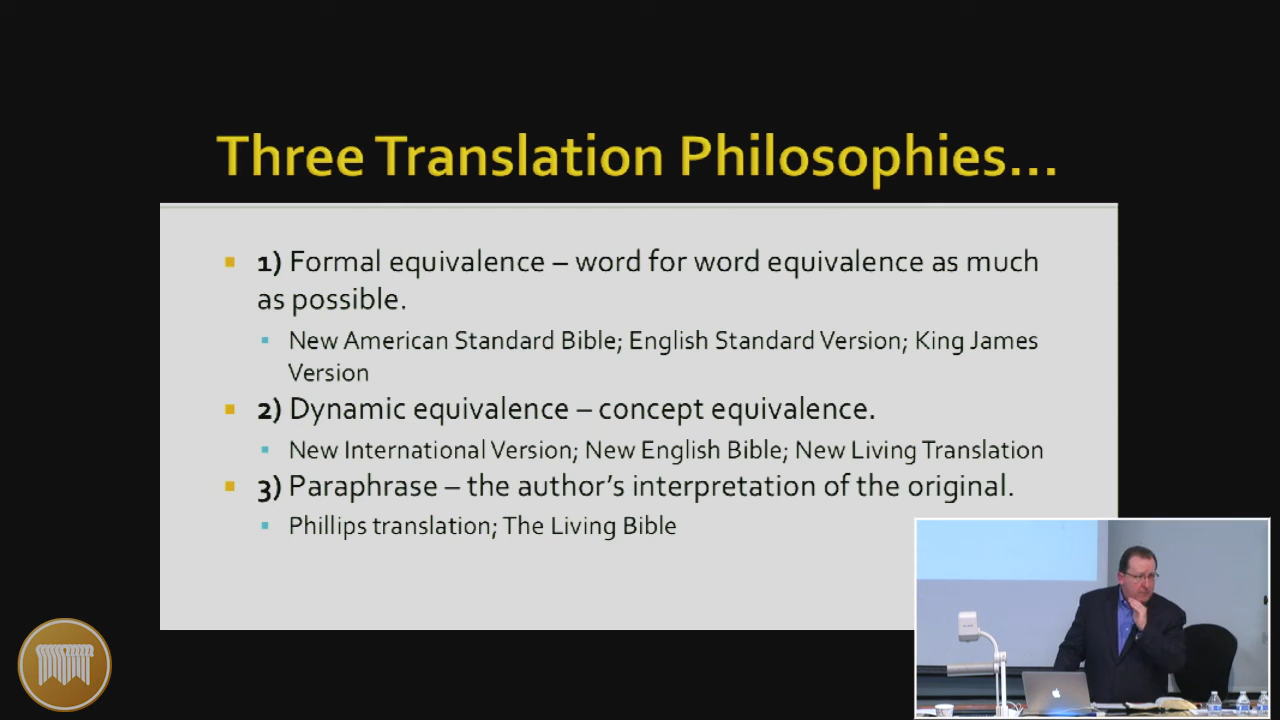 Three Translation Philosophies...
1) Formal equivalence – word for word equivalence as much
as possible.
New American Standard Bible; English Standard Version; King James
Version
2) Dynamic equivalence – concept equivalence.
New International Version; New English Bible; New Living Translation
3) Paraphrase – the author's interpretation of the original.
Phillips translation; The Living Bible